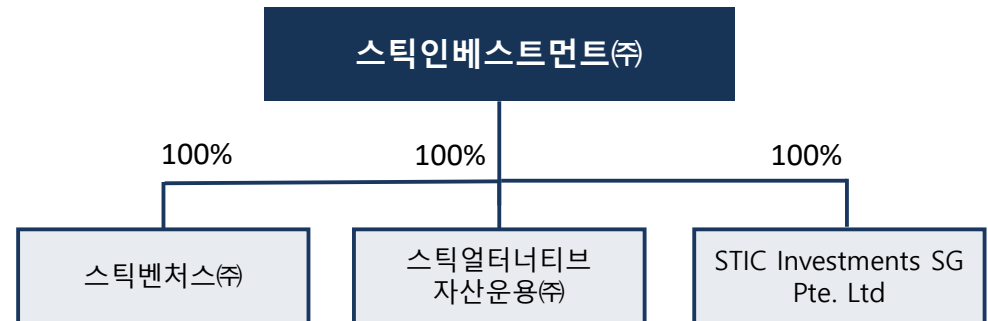 스틱인베스트먼트㈜
100%
100%
100%
스틱벤처스㈜
스틱얼터너티브
자산운용㈜
STIC Investments SG
Pte. Ltd